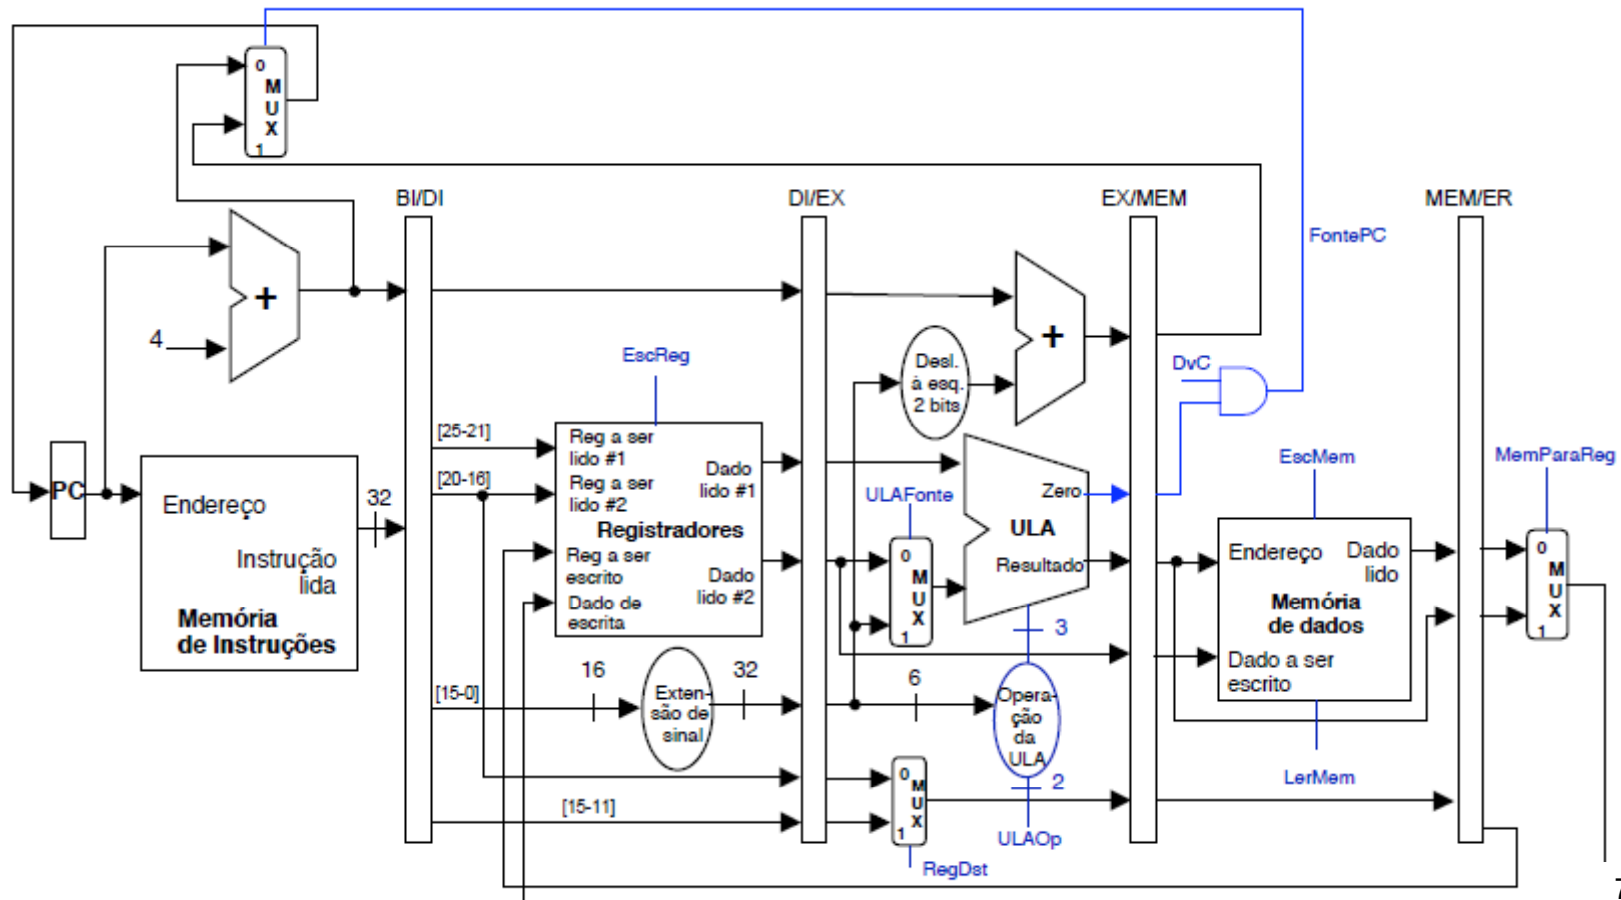 0
M
U
X
1
BI/DI
DI/EX
EX/MEM
MEM/ER
FontePC
+
4
EscReg
Desl.
à esq.
2 bits
+
DvC
[25-21]
[20-16]
Reg a ser
lido #1
Reg a ser
lido #2
Registradores
Reg a ser
escrito
Dado de
escrita
Dado
lido #1
Dado
lido #2
ULAFonte
0
M
U
X
1
Zero
ULA
Resultado
3
EscMem
MemParaReg
PC
Endereço
32
Instrução
lida
Memória
de Instruções
Endereço
Dado
lido
Memória
de dados
Dado a ser
escrito
0
M
U
X
1
[15-0]
16
Exten-
são de
sinal
32
6
Opera-
ção
da
ULA
2
LerMem
[15-11]
0
M
U
X
1
RegDst
ULAOp